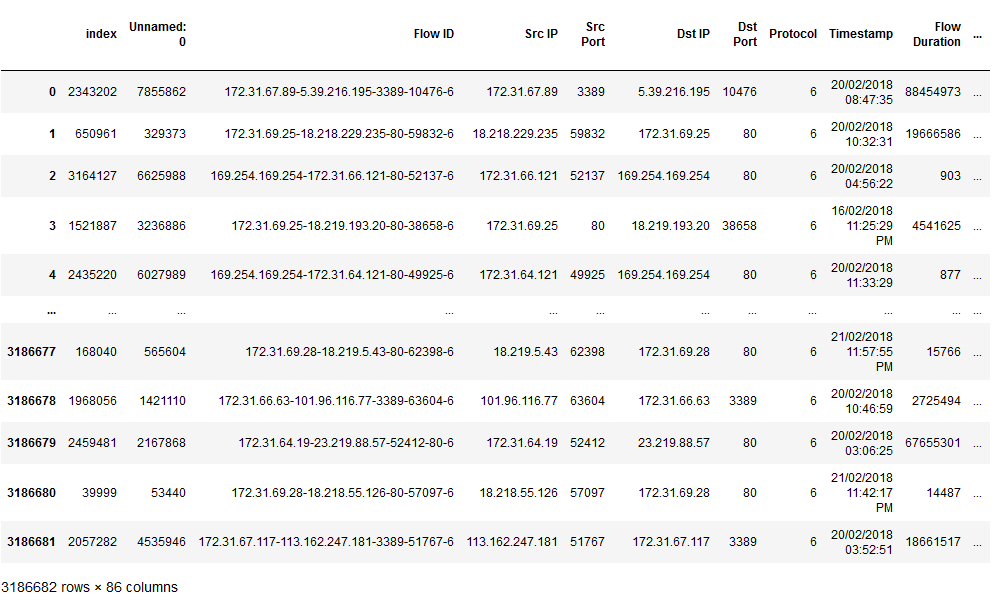 index Unnamed: 0 Flow ID Src IP Src Port Dst IP Dst Port Protocol Timestamp Flow Duration ...
0 2343202 7855862 172.31.67.89-5.39.216.195-3389-10476-6 172.31.67.89 3389 5.39.216.195 10476 6 20/02/2018 08:47:35 88454973 ...
1 650961 329373 172.31.69.25-18.218.229.235-80-59832-6 18.218.229.235 59832 172.31.69.25 80 6 20/02/2018 10:32:31 19666586 ...
2 3164127 6625988 169.254.169.254-172.31.66.121-80-52137-6 172.31.66.121 52137 169.254.169.254 80 6 20/02/2018 04:56:22 903 ...
3 1521887 3236886 172.31.69.25-18.219.193.20-80-38658-6 172.31.69.25 80 18.219.193.20 38658 6 16/02/2018 11:25:29 PM 4541625 ...
4 2435220 6027989 169.254.169.254-172.31.64.121-80-49925-6 172.31.64.121 49925 169.254.169.254 80 6 20/02/2018 11:33:29 877 ...
... ... ... ... ... ... ... ... ... ... ... ...
3186677 168040 565604 172.31.69.28-18.219.5.43-80-62398-6 18.219.5.43 62398 172.31.69.28 80 6 21/02/2018 11:57:55 PM 15766 ...
3186678 1968056 1421110 172.31.66.63-101.96.116.77-3389-63604-6 101.96.116.77 63604 172.31.66.63 3389 6 20/02/2018 10:46:59 2725494 ...
3186679 2459481 2167868 172.31.64.19-23.219.88.57-52412-80-6 172.31.64.19 52412 23.219.88.57 80 6 20/02/2018 03:06:25 67655301 ...
3186680 39999 53440 172.31.69.28-18.218.55.126-80-57097-6 18.218.55.126 57097 172.31.69.28 80 6 21/02/2018 11:42:17 PM 14487 ...
3186681 2057282 4535946 172.31.67.117-113.162.247.181-3389-51767-6 113.162.247.181 51767 172.31.67.117 3389 6 20/02/2018 03:52:51 18661517 ...
3186682 rows × 86 columns